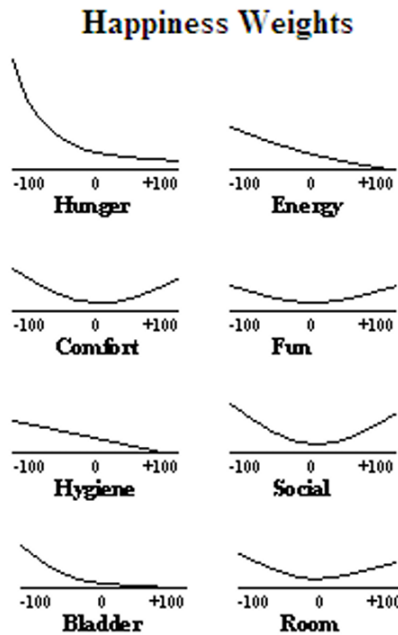 Happiness Weights
-100 0 +100
Hunger
-100 0 +100
Energy
-100 0 +100
Comfort
-100 0 +100
Fun
-100 0 +100
Hygiene
-100 0 +100
Social
-100 0 +100
Bladder
-100 0 +100
Room